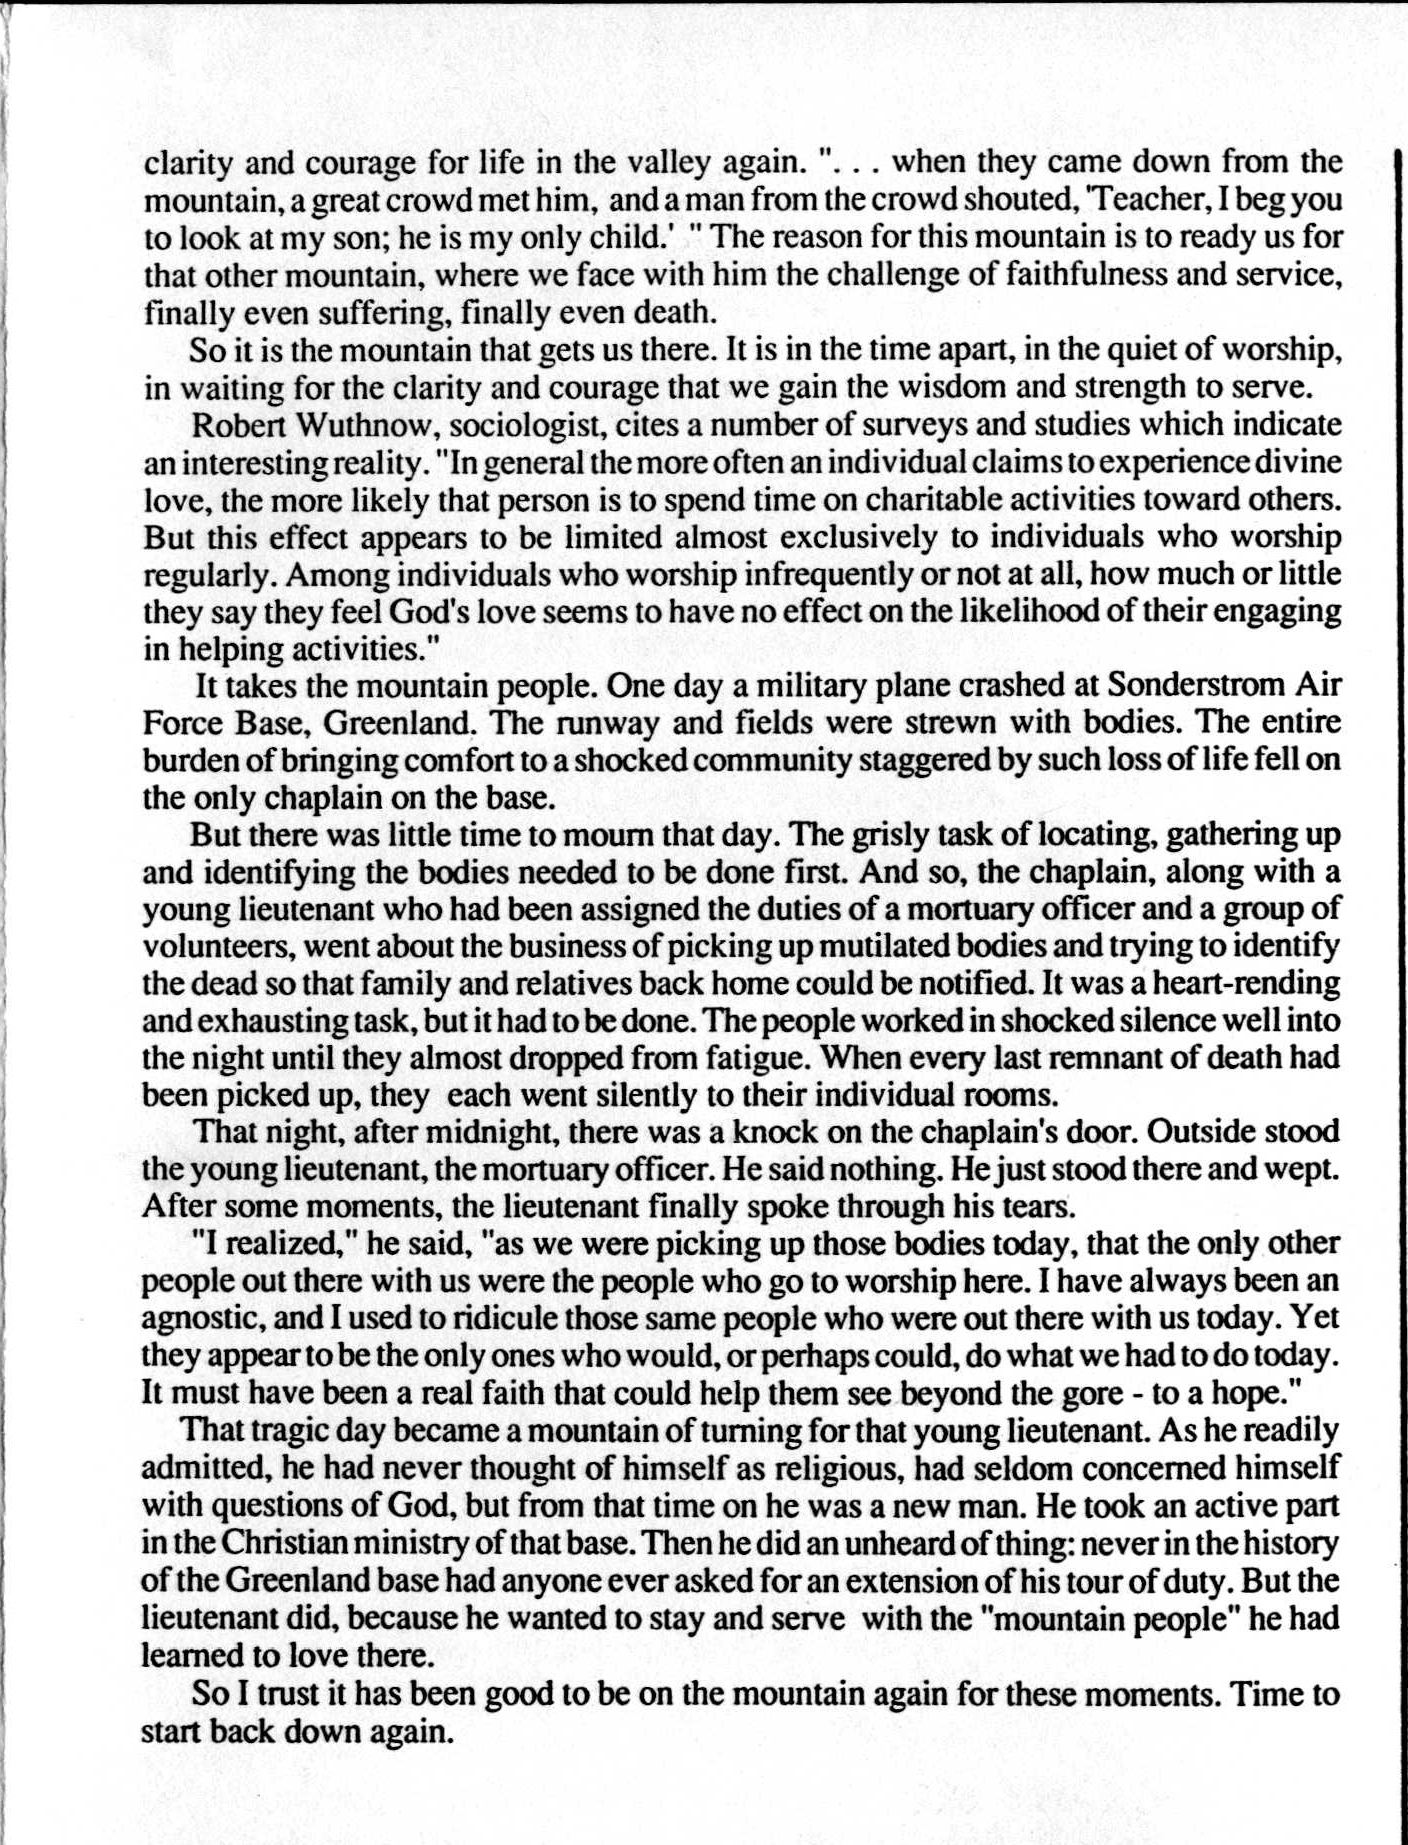 clarity and courage for life in the valley again. ". . . when they came down from the
mountain, a great crowd met him, and a man from the crowd shouted, 'Teacher, I beg you
to look at my son; he is my only child.' " The reason for this mountain is to ready us for
that other mountain, where we face with him the challenge of faithfulness and service,
finally even suffering, finally even death.
So it is the mountain that gets us there. It is in the time apart, in the quiet of worship,
in waiting for the clarity and courage that we gain the wisdom and strength to serve.
Robert Wuthnow, sociologist, cites a number of surveys and studies which indicate
an interesting reality. "In general the more often an individual claims to experience divine
love, the more likely that person is to spend time on charitable activities toward others.
But this effect appears to be limited almost exclusively to individuals who worship
regularly. Among individuals who worship infrequently or not at all, how much or little
they say they feel God's love seems to have no effect on the likelihood of their engaging
in helping activities."
It takes the mountain people. One day a military plane crashed at Sonderstrom Air
Force Base, Greenland. The runway and fields were strewn with bodies. The entire
burden of bringing comfort to a shocked community staggered by such loss of life fell on
the only chaplain on the base.
But there was little time to mourn that day. The grisly task of locating, gathering up
and identifying the bodies needed to be done first. And so, the chaplain, along with a
young lieutenant who had been assigned the duties of a mortuary officer and a group of
volunteers, went about the business of picking up mutilated bodies and trying to identify
the dead so that family and relatives back home could be notified. It was a heart-rending
and exhausting task, but it had to be done. The people worked in shocked silence well into
the night until they almost dropped from fatigue. When every last remnant of death had
been picked up, they each went silently to their individual rooms.
That night, after midnight, there was a knock on the chaplain's door. Outside stood
the young lieutenant, the mortuary officer. He said nothing. He just stood there and wept.
After some moments, the lieutenant finally spoke through his tears.
"I realized," he said, "as we were picking up those bodies today, that the only other
people out there with us were the people who go to worship here. I have always been an
agnostic, and I used to ridicule those same people who were out there with us today. Yet
they appear to be the only ones who would, or perhaps could, do what we had to do today.
It must have been a real faith that could help them see beyond the gore - to a hope."
That tragic day became a mountain of turning for that young lieutenant. As he readily
admitted, he had never thought of himself as religious, had seldom concerned himself
with questions of God, but from that time on he was a new man. He took an active part
in the Christian ministry of that base. Then he did an unheard of thing: never in the history
of the Greenland base had anyone ever asked for an extension of his tour of duty. But the
lieutenant did, because he wanted to stay and serve with the "mountain people" he had
learned to love there.
So I trust it has been good to be on the mountain again for these moments. Time to
start back down again.